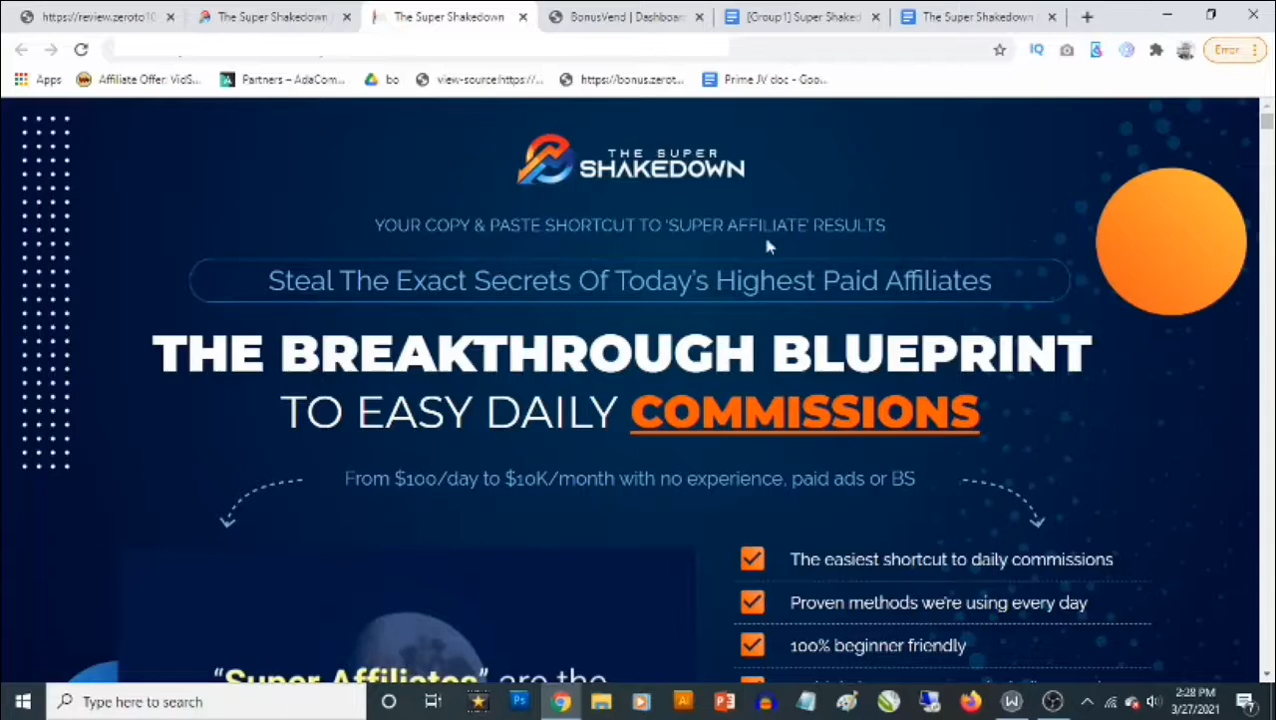 https://review.zeroto10
The Super Shakedown
The Super Shakedown
BonusVend | Dashboar
[Group1] Super Shaked
The Super Shakedown
Error
Apps
Affiliate Offer: VidS...
Partners – AdaCom...
bo
view-source:https://...
https://bonus.zerot...
Prime JV doc - Goo...
THE SUPER
SHAKEDOWN
YOUR COPY & PASTE SHORTCUT TO 'SUPER AFFILIATE' RESULTS
Steal The Exact Secrets Of Today's Highest Paid Affiliates
THE BREAKTHROUGH BLUEPRINT
TO EASY DAILY COMMISSIONS
From $100/day to $10K/month with no experience, paid ads or BS
The easiest shortcut to daily commissions
Proven methods we're using every day
100% beginner friendly
"Super Affiliates" are the
Type here to search
2:28 PM
3/27/2021